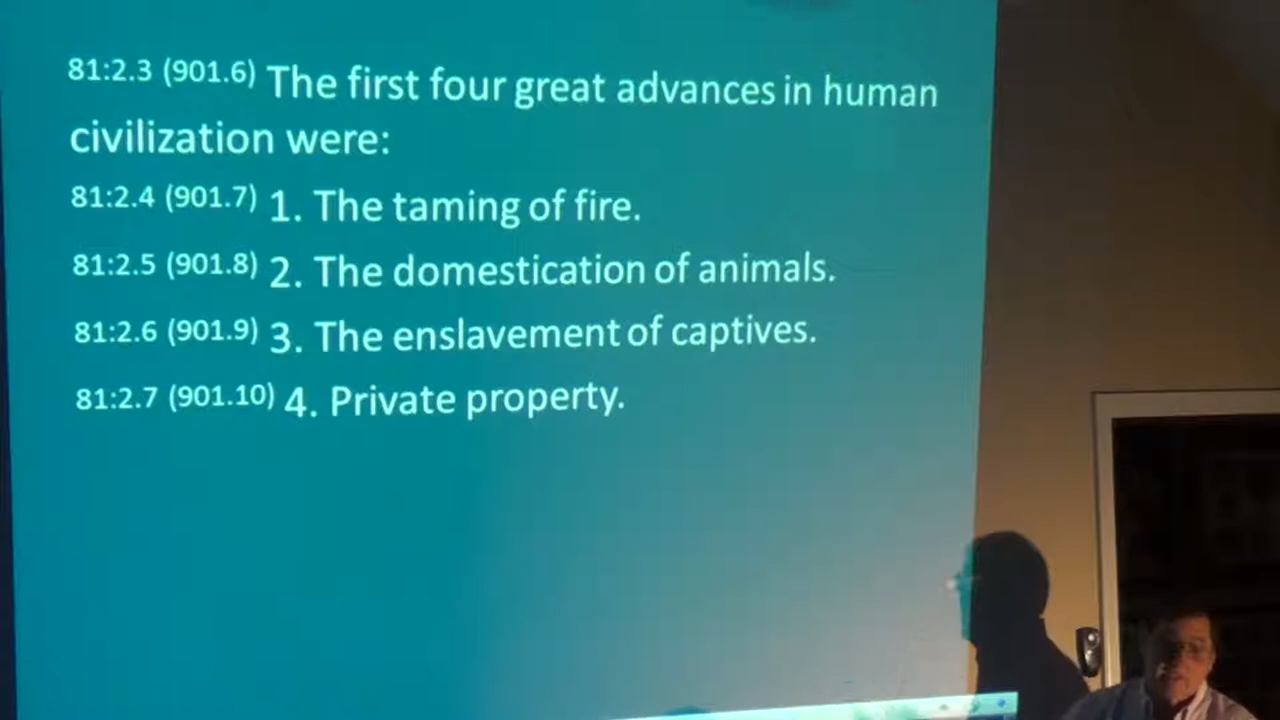 81:2.3 (901.6) The first four great advances in human
civilization were:
81:2.4 (901.7) 1. The taming of fire.
81:2.5 (901.8) 2. The domestication of animals.
81:2.6 (901.9) 3. The enslavement of captives.
81:2.7 (901.10) 4. Private property.